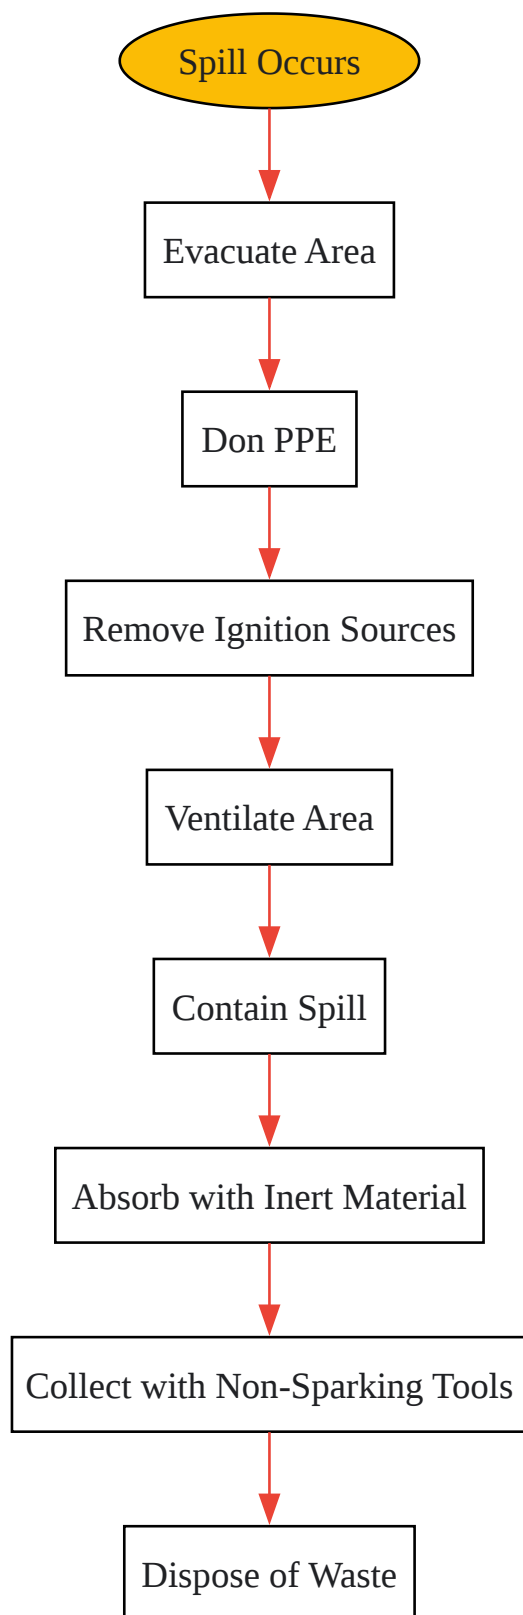 Spill Occurs
Evacuate Area
Don PPE
Remove Ignition Sources
Ventilate Area
Contain Spill
Absorb with Inert Material
Collect with Non-Sparking Tools
Dispose of Waste